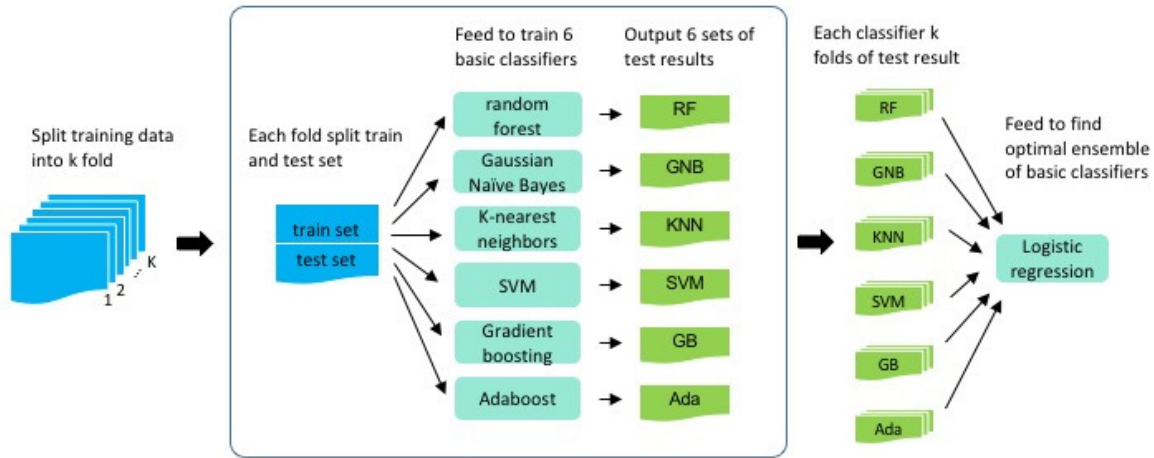 Split training data
into k fold
1
2
...
K
Each fold split train
and test set
train set
test set
Feed to train 6
basic classifiers
random
forest
Gaussian
Naïve Bayes
K-nearest
neighbors
SVM
Gradient
boosting
Adaboost
Output 6 sets of
test results
RF
GNB
KNN
SVM
GB
Ada
Each classifier k
folds of test result
RF
GNB
KNN
SVM
GB
Ada
Feed to find
optimal ensemble
of basic classifiers
Logistic
regression